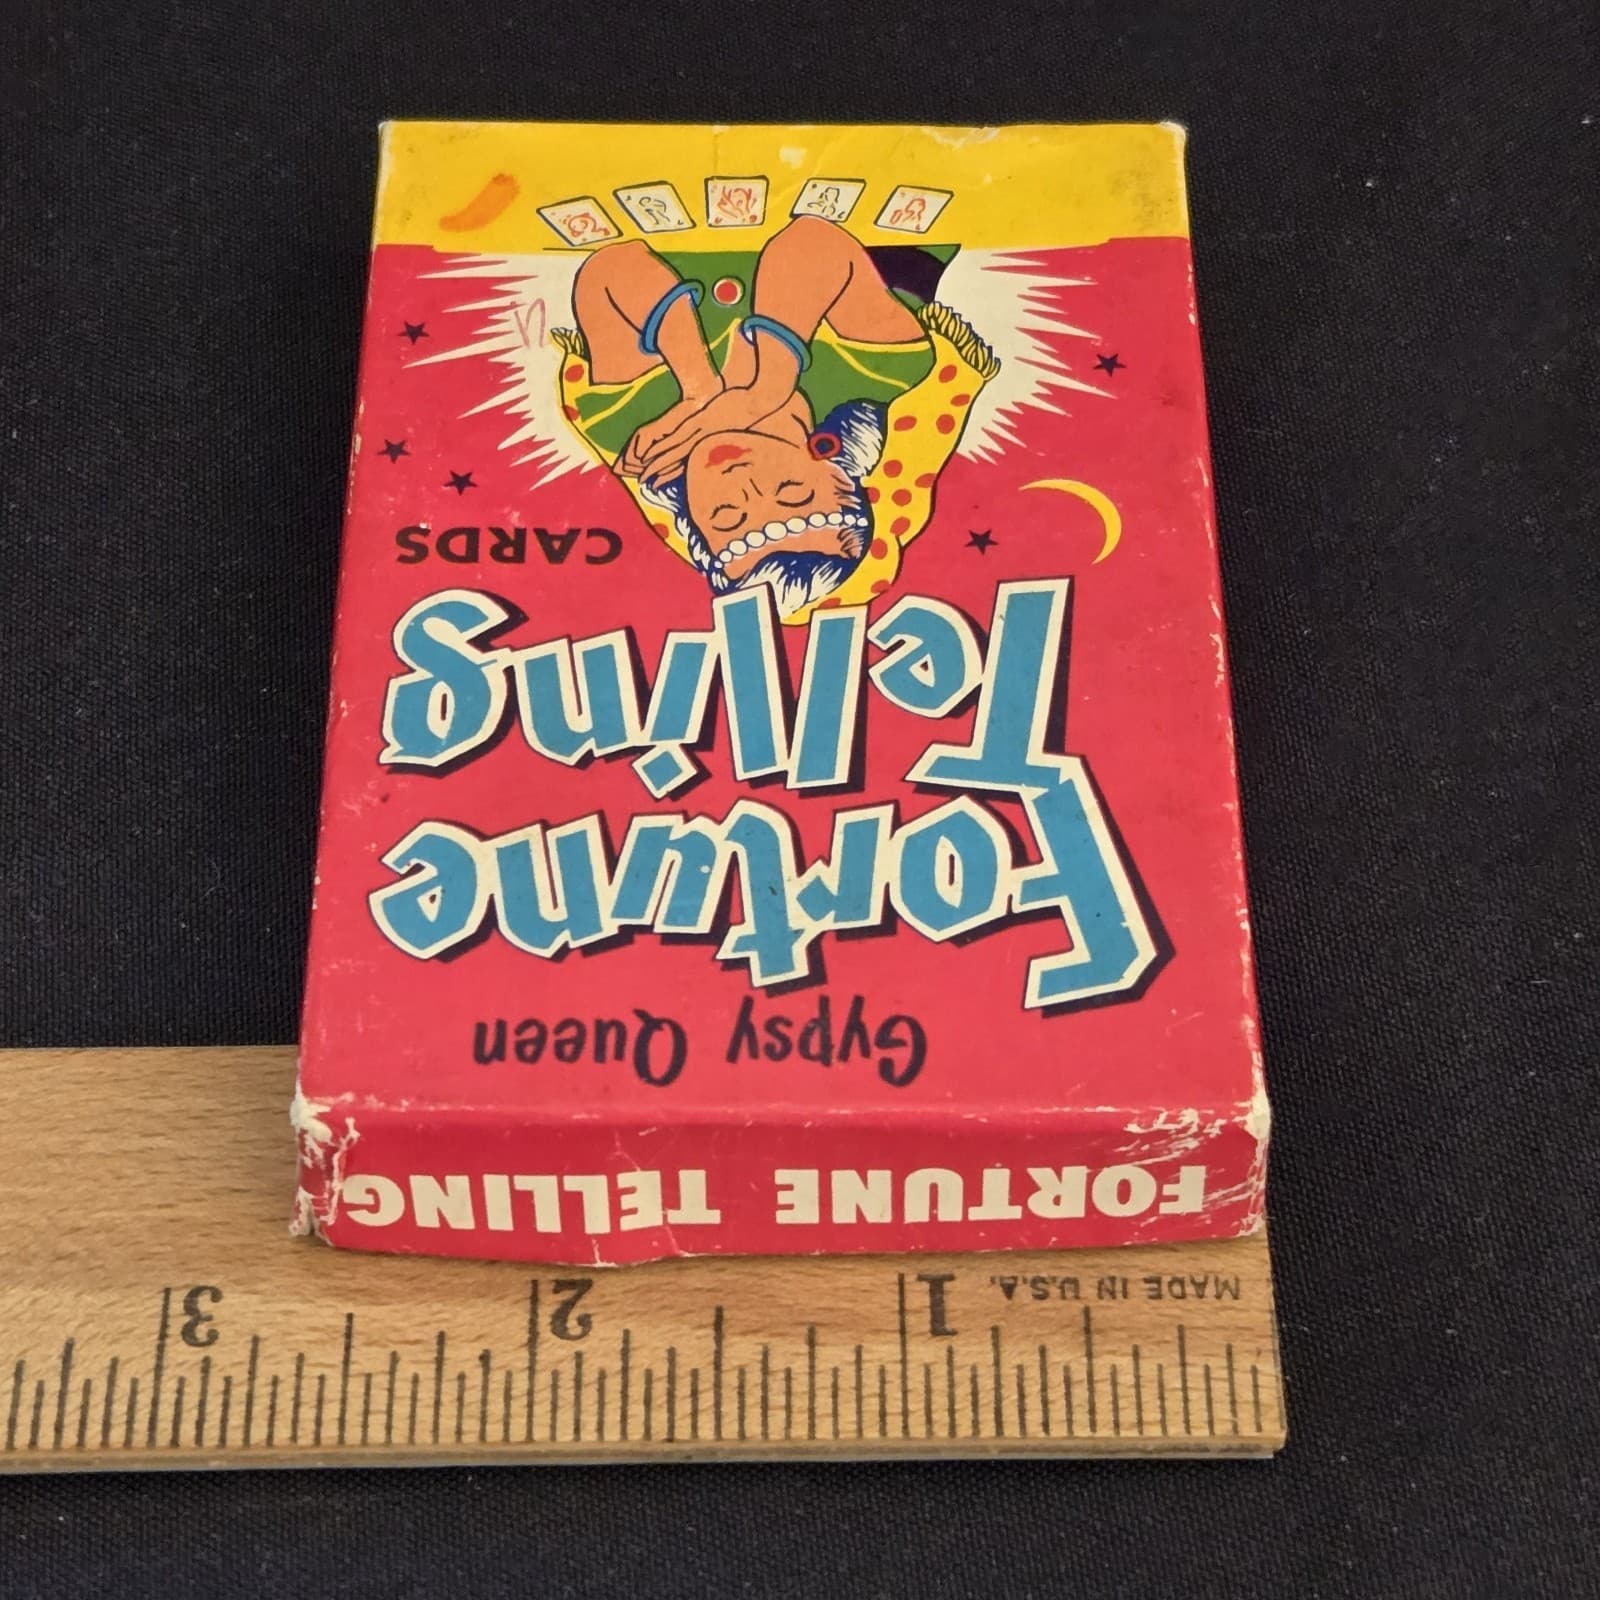 FORTUNE TELLING
Gypsy Queen
Fortune
Telling
CARDS
MADE IN U.S.A.
1
2
3